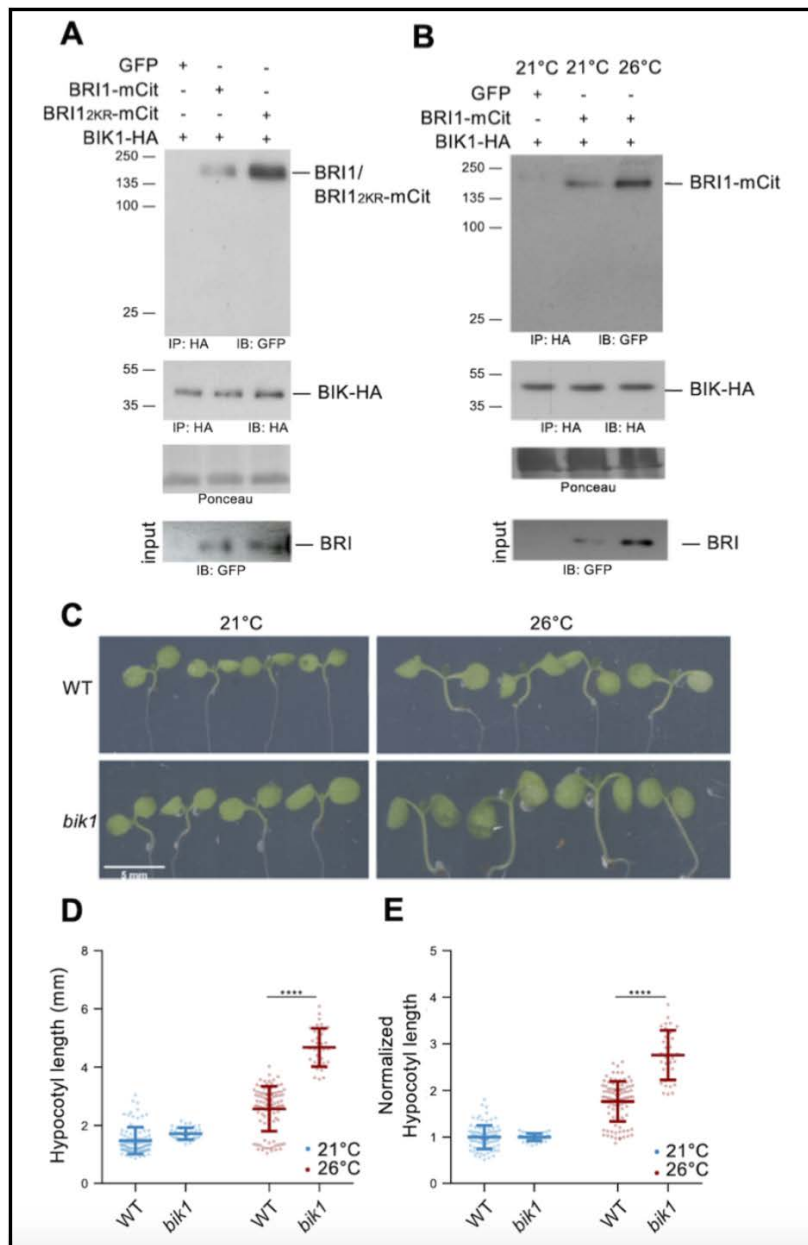 A
GFP + - -
BRI1-mCit - + -
BRI12KR-mCit - - +
BIK1-HA + + +
250 —
135 —
100 —
25 —
— BRI1/
BRI12KR-mCit
IP: HA IB: GFP
55 —
35 —
— BIK-HA
IP: HA IB: HA
Ponceau
input
— BRI
IB: GFP
B
21°C 21°C 26°C
GFP + - -
BRI1-mCit - + +
BIK1-HA + + +
250 —
135 —
100 —
25 —
— BRI1-mCit
IP: HA IB: GFP
55 —
35 —
— BIK-HA
IP: HA IB: HA
Ponceau
input
— BRI
IB: GFP
C
21°C 26°C
WT
bik1
5 mm
D
Hypocotyl length (mm)
8
6
4
2
0
****
21°C
26°C
WT bik1 WT bik1
E
Normalized
Hypocotyl length
5
4
3
2
1
0
****
21°C
26°C
WT bik1 WT bik1